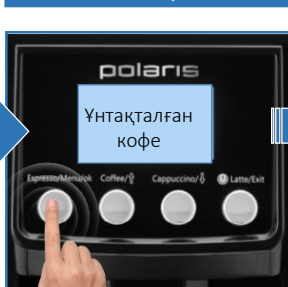 polaris
Ұнтақталған
кофе
Espresso/Menu/ok Coffee/⇧ Cappuccino/⇩ Latte/Exit